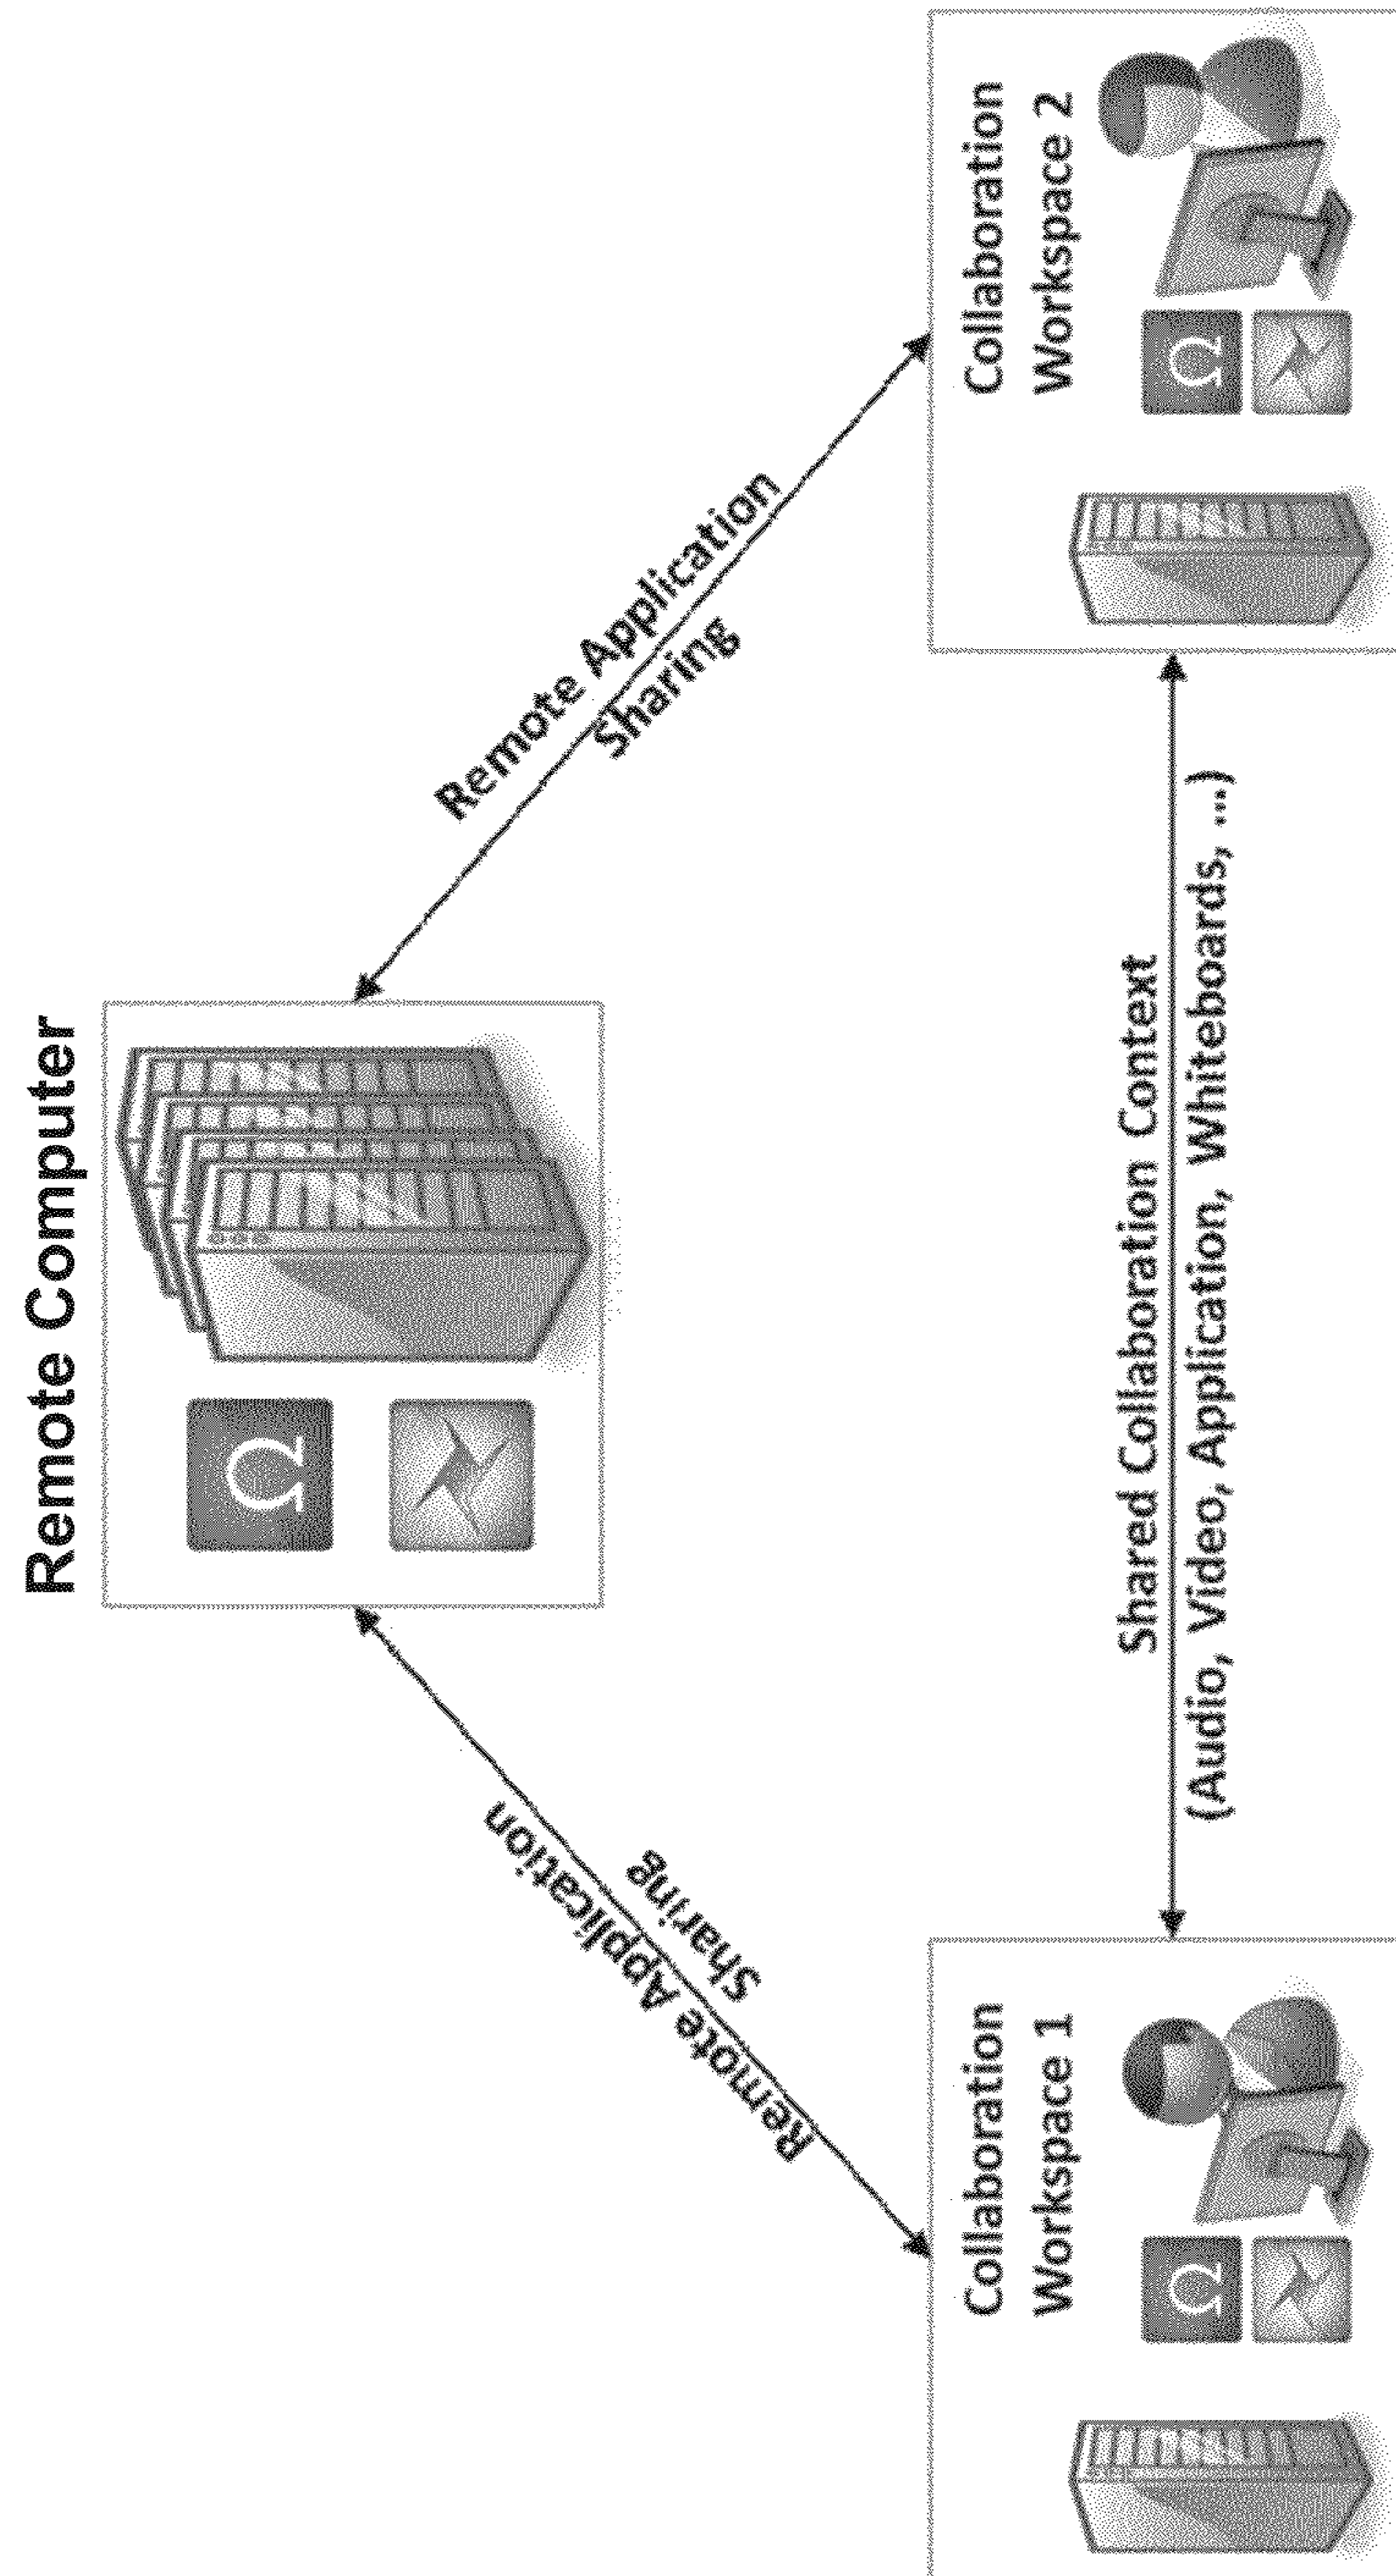 Remote Computer
Ω
Remote Application
Sharing
Remote Application
Sharing
Shared Collaboration Context
(Audio, Video, Application, Whiteboards, ...)
Collaboration
Workspace 1
Ω
Collaboration
Workspace 2
Ω